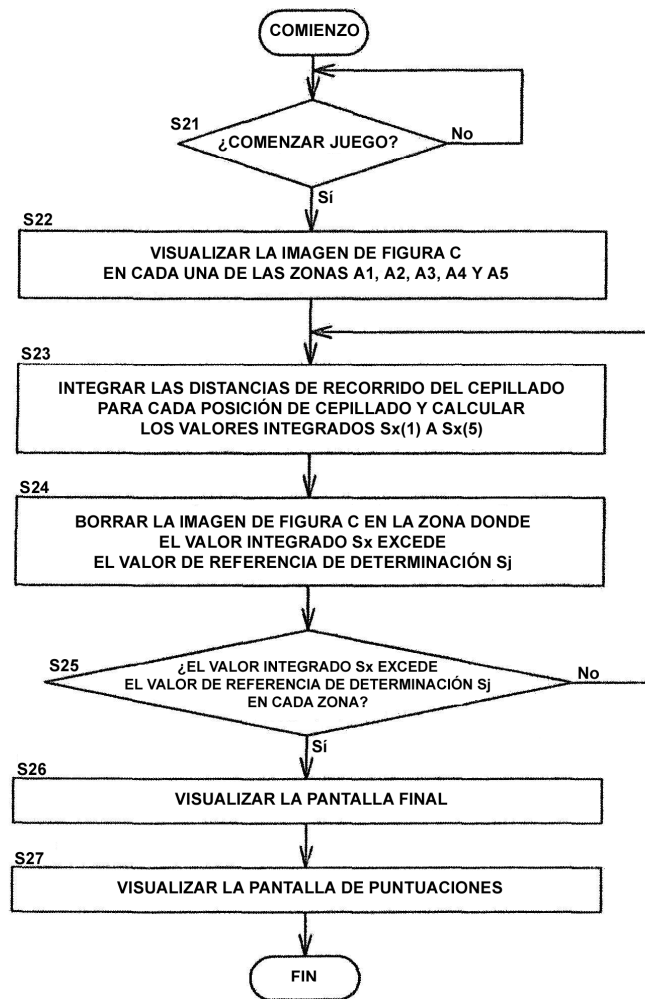 COMIENZO
S21
¿COMENZAR JUEGO?
No
Sí
S22
VISUALIZAR LA IMAGEN DE FIGURA C
EN CADA UNA DE LAS ZONAS A1, A2, A3, A4 Y A5
S23
INTEGRAR LAS DISTANCIAS DE RECORRIDO DEL CEPILLADO
PARA CADA POSICIÓN DE CEPILLADO Y CALCULAR
LOS VALORES INTEGRADOS Sx(1) A Sx(5)
S24
BORRAR LA IMAGEN DE FIGURA C EN LA ZONA DONDE
EL VALOR INTEGRADO Sx EXCEDE
EL VALOR DE REFERENCIA DE DETERMINACIÓN Sj
S25
¿EL VALOR INTEGRADO Sx EXCEDE
EL VALOR DE REFERENCIA DE DETERMINACIÓN Sj
EN CADA ZONA?
No
Sí
S26
VISUALIZAR LA PANTALLA FINAL
S27
VISUALIZAR LA PANTALLA DE PUNTUACIONES
FIN